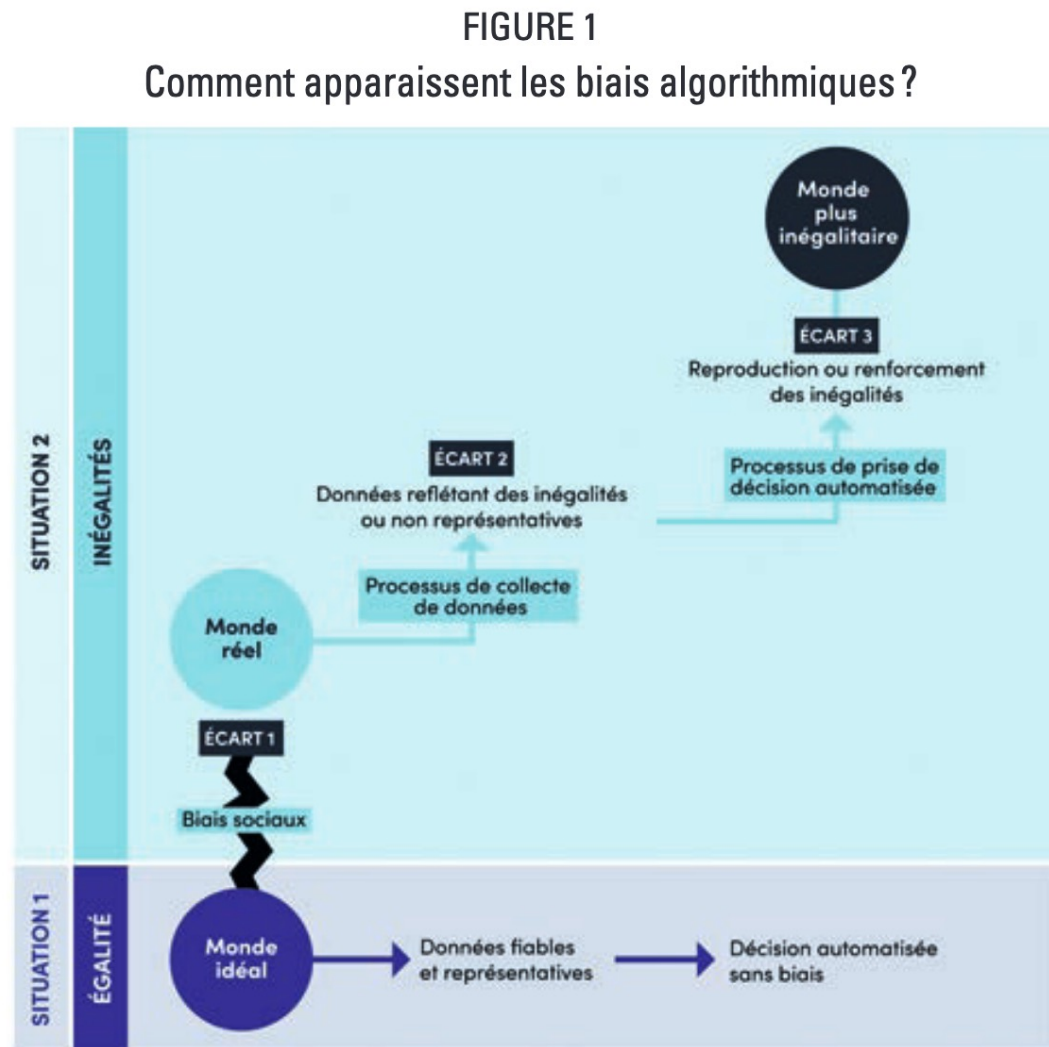 FIGURE 1
Comment apparaissent les biais algorithmiques ?
SITUATION 2
INÉGALITÉS
Monde
plus
inégalitaire
ÉCART 3
Reproduction ou renforcement
des inégalités
Processus de prise de
décision automatisée
ÉCART 2
Données reflétant des inégalités
ou non représentatives
Processus de collecte
de données
Monde
réel
ÉCART 1
Biais sociaux
SITUATION 1
ÉGALITÉ
Monde
idéal
Données fiables
et représentatives
Décision automatisée
sans biais